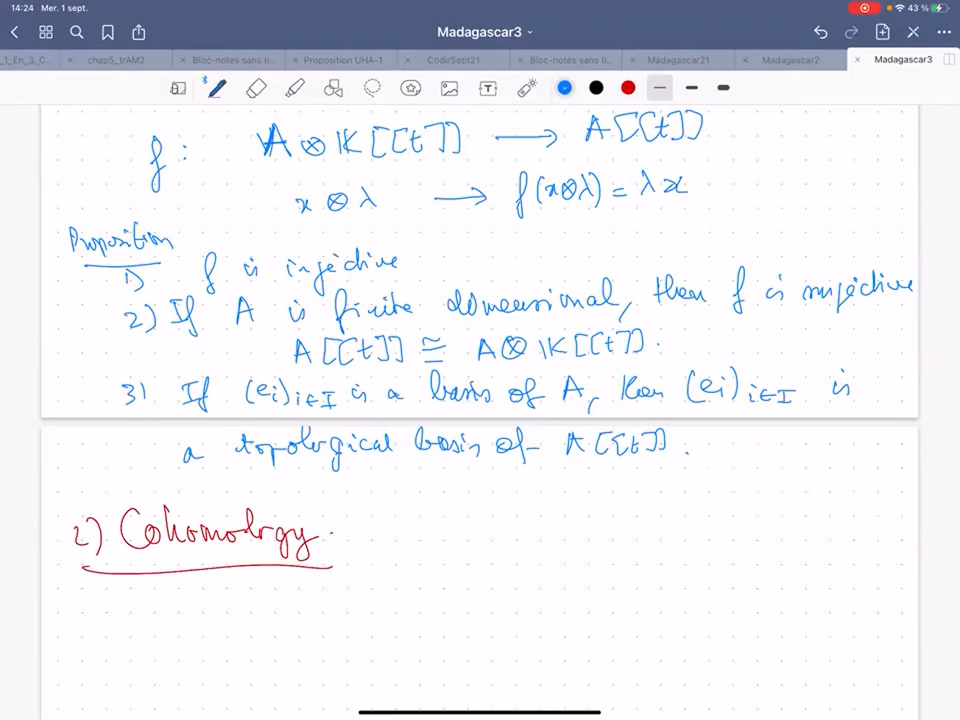 14:24 Mer. 1 sept.
43 %
Madagascar3
_1_En_3_C...
chap5_trAM2
Bloc-notes sans ti...
Proposition UHA-1
CodirSept21
Bloc-notes sans ti...
Madagascar21
Madagascar2
Madagascar3
f : A ⊗ K[[t]] ⟶ A[[t]]
x ⊗ λ ⟶ f(x⊗λ) = λx
Proposition
1) f is injective
2) If A is finite domensional, then f is surjective
A[[t]] ≅ A⊗K[[t]].
3) If (ei)i∈I is a basis of A, then (ei)i∈I is
a topological basis of A[[t]].
2) Cohomology.